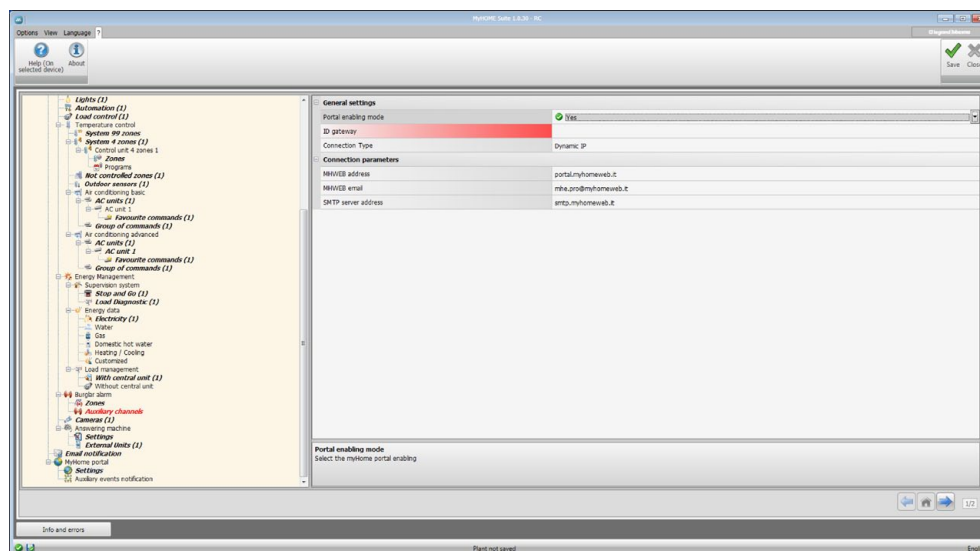 MyHOME Suite 1.0.20 - RC
Options View Language ?
Help (On selected device)
About
Save
Close
Lights (1)
Automation (1)
Load control (1)
Temperature control
System 99 zones
System 4 zones (1)
Control unit 4 zones 1
Zones
Programs
Not controlled zones (1)
Outdoor sensors (1)
Air conditioning basic
AC units (1)
AC unit 1
Favourite commands (1)
Group of commands (1)
Air conditioning advanced
AC units (1)
AC unit 1
Favourite commands (1)
Group of commands (1)
Energy Management
Supervision system
Stop and Go (1)
Load Diagnostic (1)
Energy data
Electricity (1)
Water
Gas
Domestic hot water
Heating / Cooling
Customized
Load management
With central unit (1)
Without central unit
Burglar alarm
Zones
Auxiliary channels
Cameras (1)
Answering machine
Settings
External Units (1)
Email notification
MyHome portal
Settings
Auxiliary events notification
General settings
Portal enabling mode Yes
ID gateway
Connection Type Dynamic IP
Connection parameters
MHWEB address portal.myhomeweb.it
MHWEB email mhe.pro@myhomeweb.it
SMTP server address smtp.myhomeweb.it
Portal enabling mode
Select the myHome portal enabling
1/2
Info and errors
Plant not saved